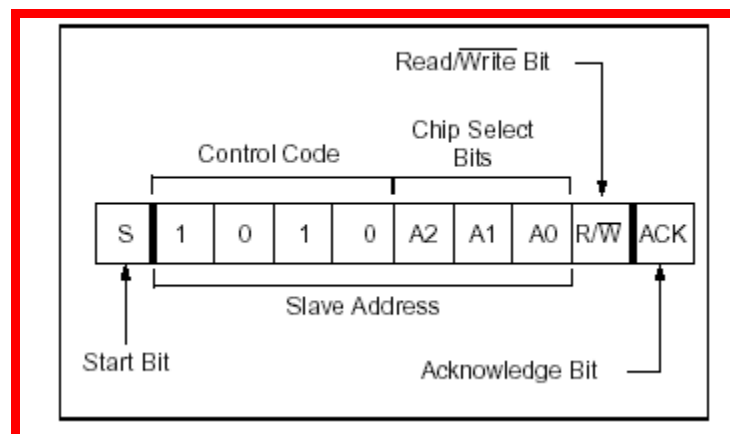 Read/Write Bit
Chip Select
Control Code
Bits
S 1 0 1 0 A2 A1 A0 R/W ACK
Slave Address
Start Bit
Acknowledge Bit